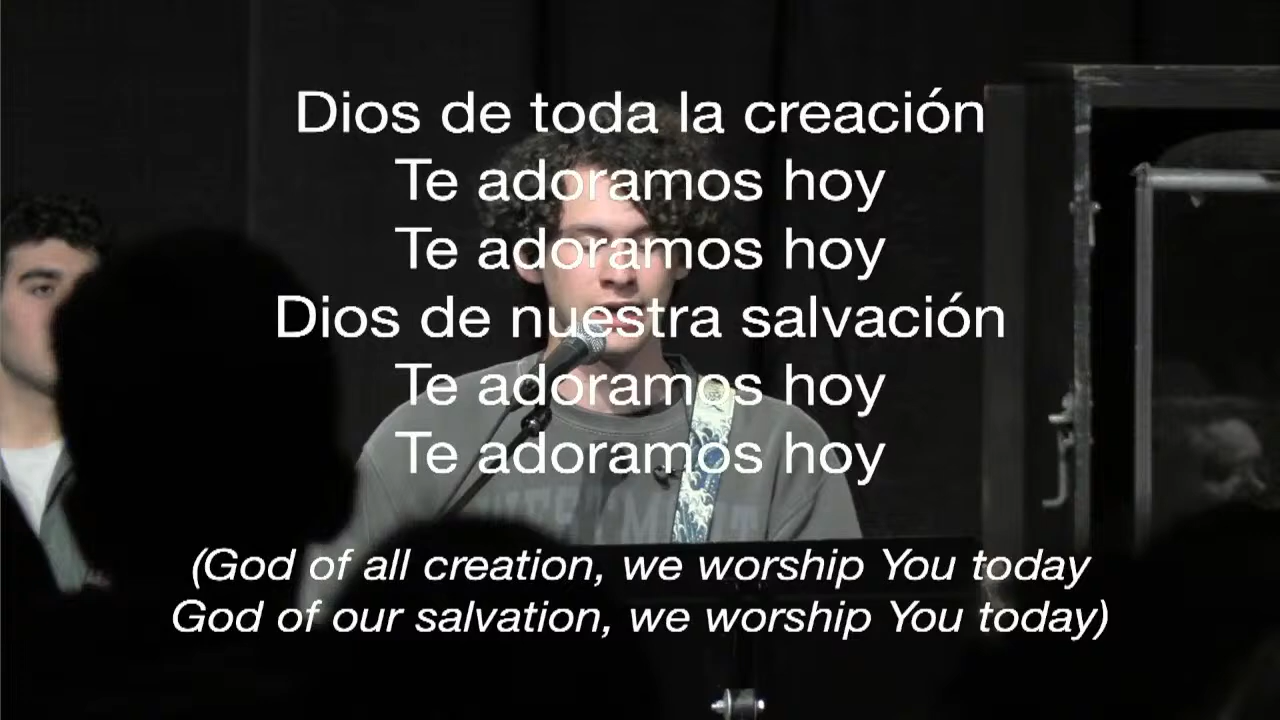 Dios de toda la creación
Te adoramos hoy
Te adoramos hoy
Dios de nuestra salvación
Te adoramos hoy
Te adoramos hoy
(God of all creation, we worship You today
God of our salvation, we worship You today)